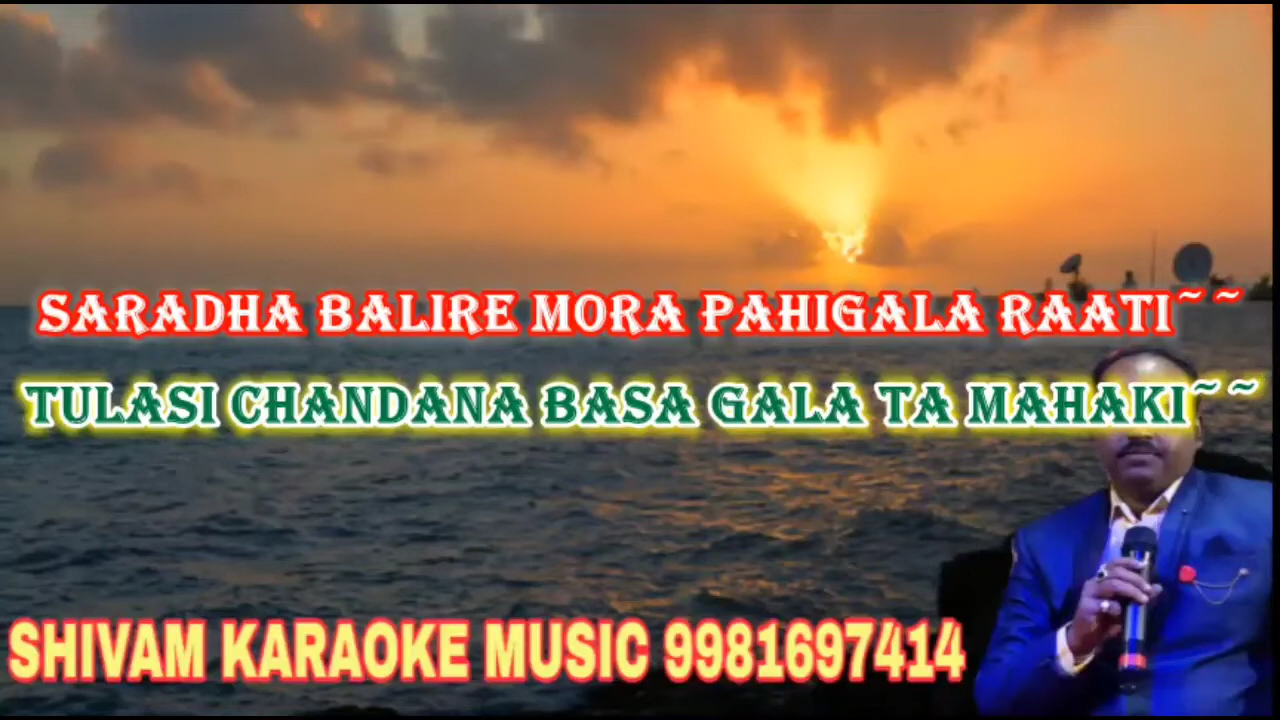 SARADHA BALIRE MORA PAHIGALA RAATI~~
TULASI CHANDANA BASA GALA TA MAHAKI~~
SHIVAM KARAOKE MUSIC 9981697414